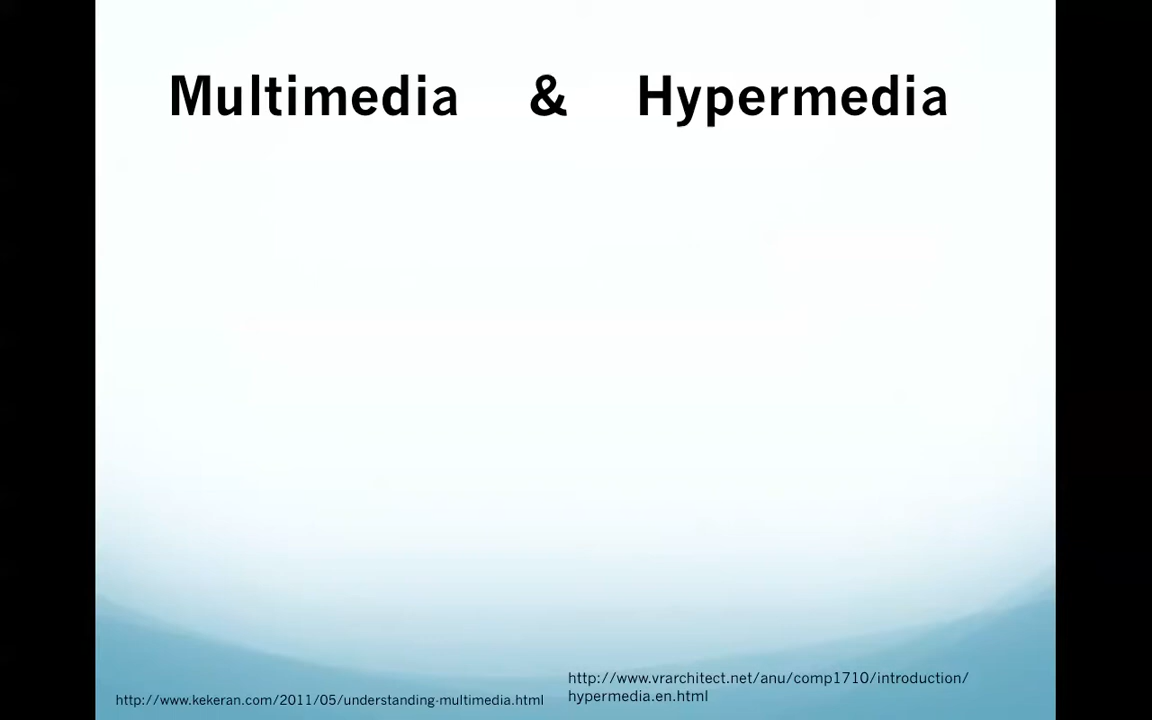 Multimedia & Hypermedia
http://www.kekeran.com/2011/05/understanding-multimedia.html
http://www.vrarchitect.net/anu/comp1710/introduction/
hypermedia.en.html